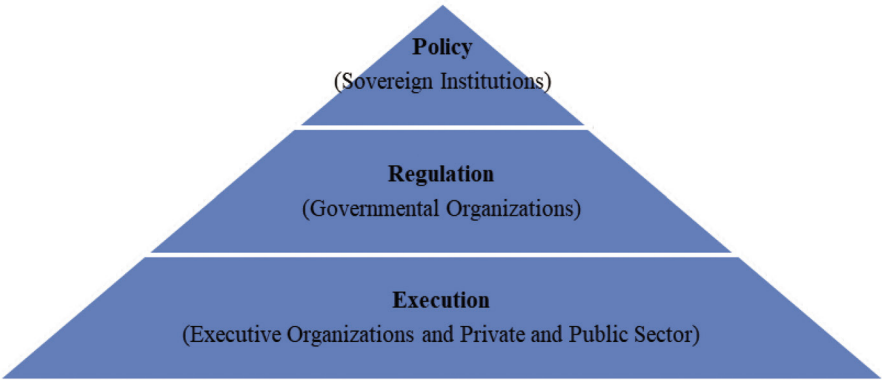 Policy
(Sovereign Institutions)
Regulation
(Governmental Organizations)
Execution
(Executive Organizations and Private and Public Sector)